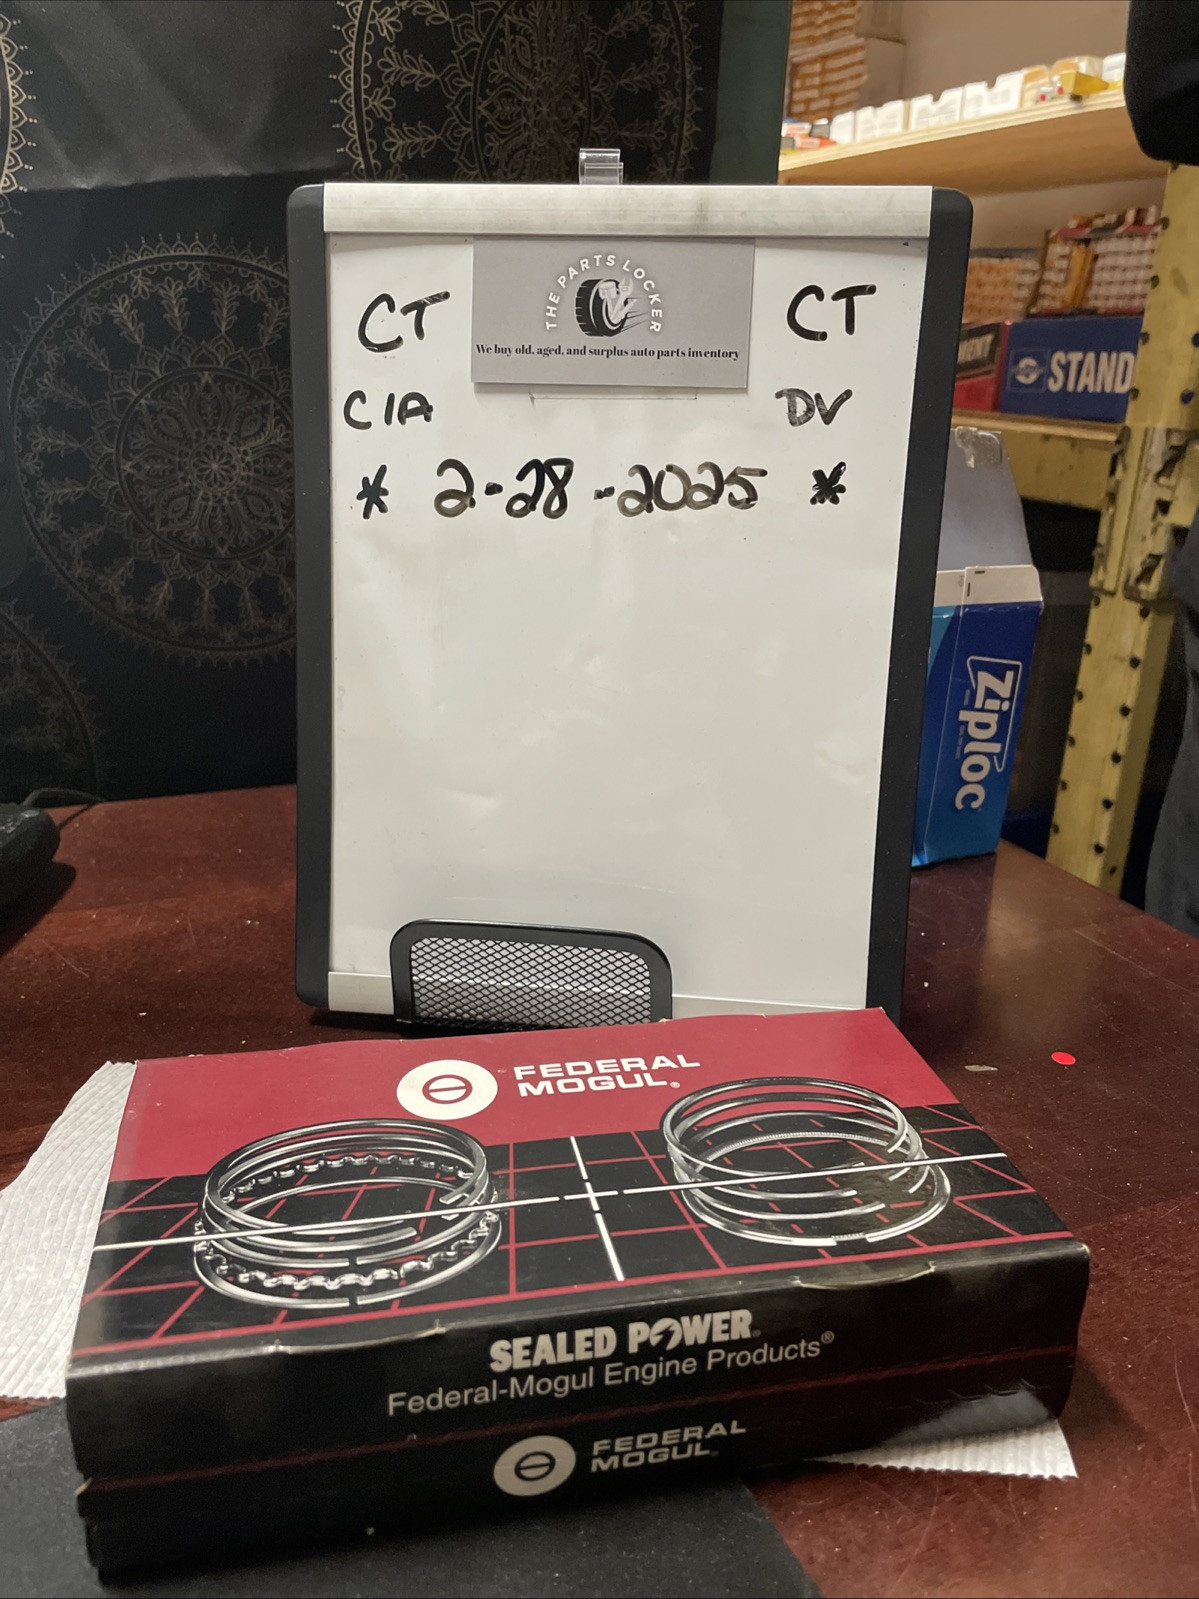 THE PARTS LOCKER
We buy old, aged, and surplus auto parts inventory
CT
CT
CIA
DV
* 2-28-2025 *
STAND
Ziploc
FEDERAL
MOGUL®
SEALED POWER®
Federal-Mogul Engine Products®
FEDERAL
MOGUL®